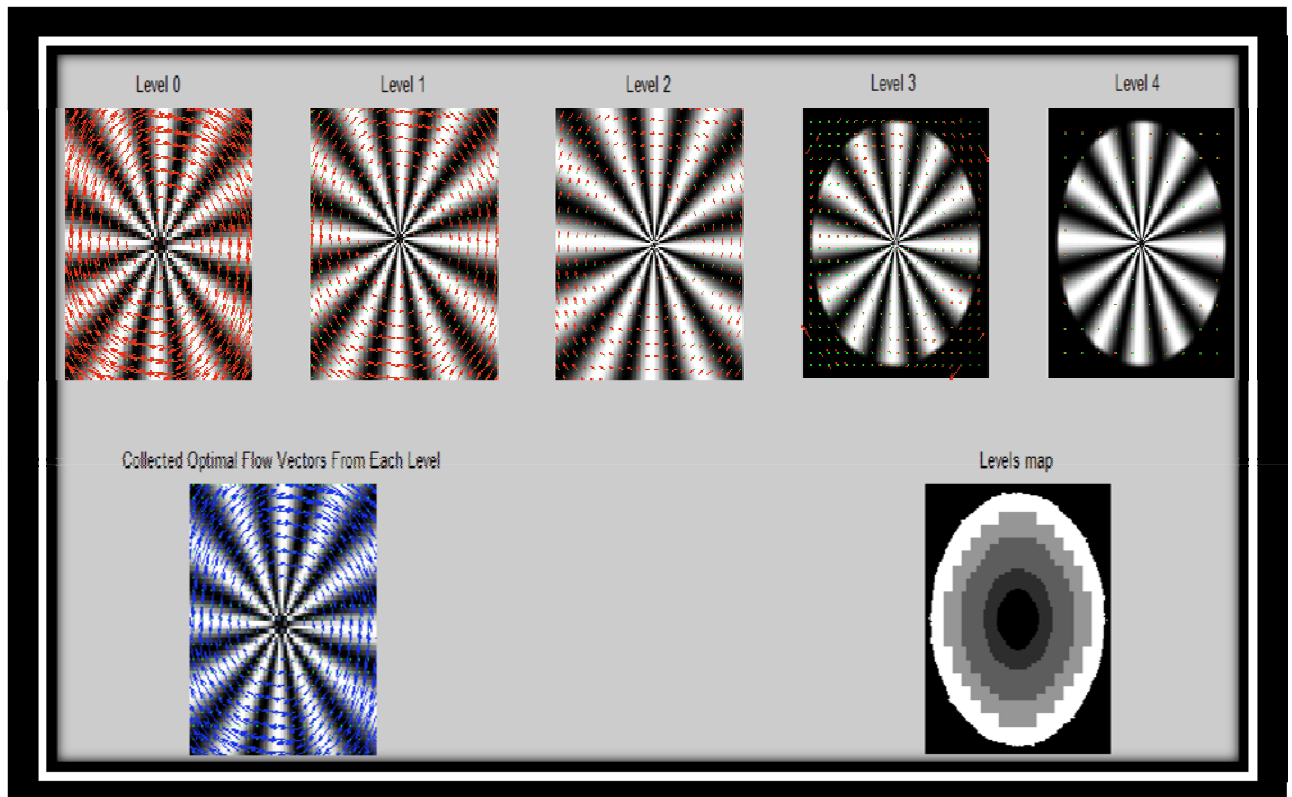 Level 0
Level 1
Level 2
Level 3
Level 4
Collected Optimal Flow Vectors From Each Level
Levels map